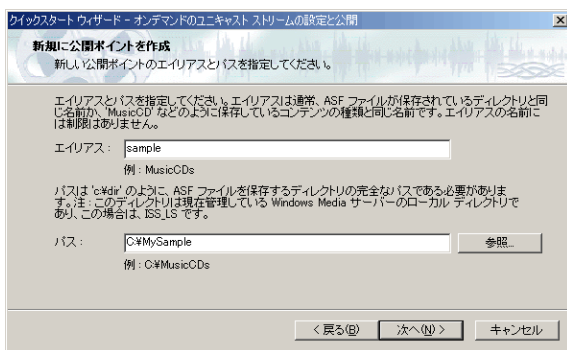 クイックスタート ウィザード - オンデマンドのユニキャスト ストリームの設定と公開
新規に公開ポイントを作成
新しい公開ポイントのエイリアスとパスを指定してください。
エイリアスとパスを指定してください。エイリアスは通常、ASF ファイルが保存されているディレクトリと同
じ名前か、'MusicCD' などのように保存しているコンテンツの種類と同じ名前です。エイリアスの名前に
は制限はありません。
エイリアス : sample
例 : MusicCDs
パスは 'c:¥dir' のように、ASF ファイルを保存するディレクトリの完全なパスである必要がありま
す。注 : このディレクトリは現在管理している Windows Media サーバーのローカル ディレクトリで
あり、この場合は、ISS_LS です。
パス : C:¥MySample 参照...
例 : C:¥MusicCDs
< 戻る(B) 次へ(N) > キャンセル